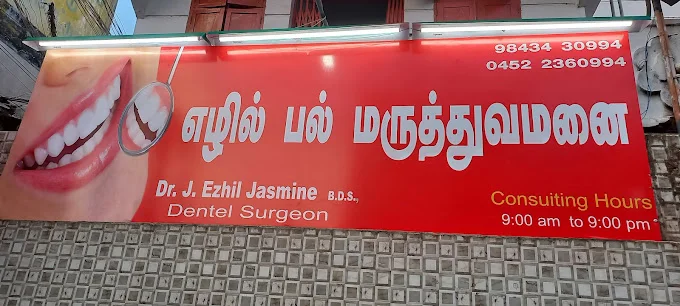 98434 30994
0452 2360994
எழில் பல் மருத்துவமனை
Dr. J. Ezhil Jasmine B.D.S.,
Dentel Surgeon
Consuiting Hours
9:00 am to 9:00 pm